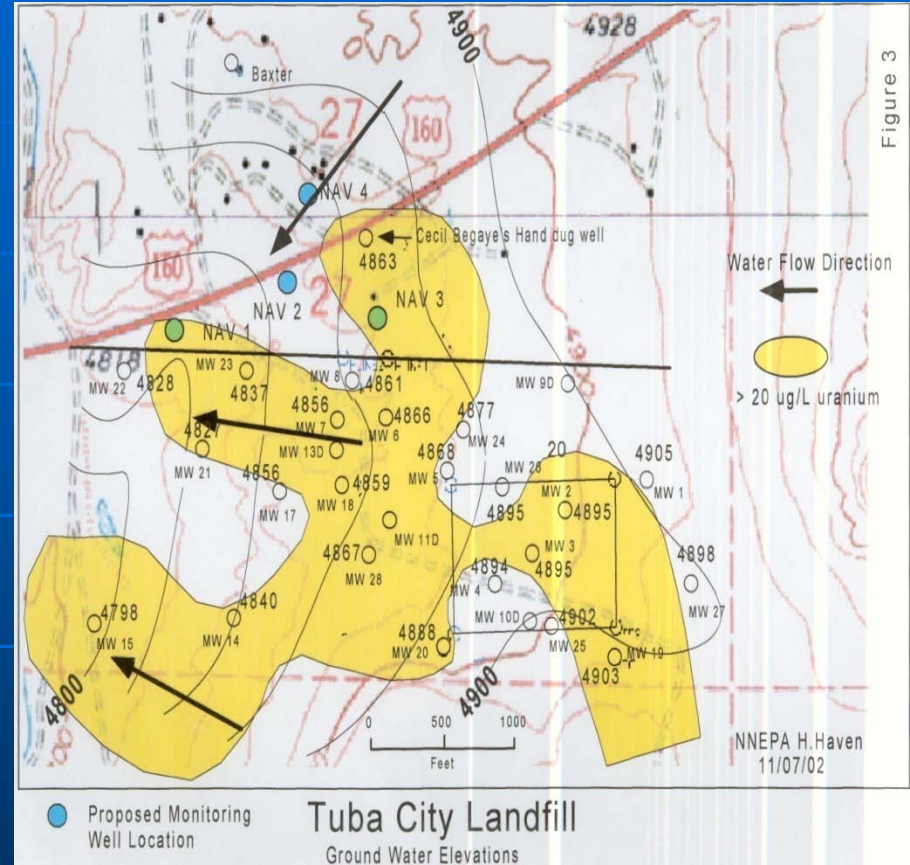 4900
4928
Figure 3
Baxter
27
160
NAV 4
Cecil Begaye's Hand dug well
4863
160
NAV 2
27
NAV 3
Water Flow Direction
NAV 1
> 20 ug/L uranium
4818
MW 22
4828
MW 23
4837
MW 8
4861
MW 9D
4856
MW 7
4866
MW 6
4877
MW 24
4827
MW 21
MW 13D
4868
MW 5
20
4905
MW 1
4856
MW 17
4859
MW 18
MW 26
4895
MW 2
4895
MW 11D
4867
MW 28
MW 3
4895
4894
MW 4
4898
MW 27
4798
MW 15
4840
MW 14
MW 10D
4902
MW 25
4888
MW 20
MW 19
4903
4800
4900
0 500 1000
Feet
NNEPA H.Haven
11/07/02
Proposed Monitoring
Well Location
Tuba City Landfill
Ground Water Elevations